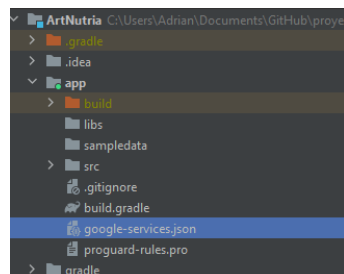 ArtNutria C:\Users\Adrian\Documents\GitHub\proye
.gradle
.idea
app
build
libs
sampledata
src
.gitignore
build.gradle
google-services.json
proguard-rules.pro
gradle